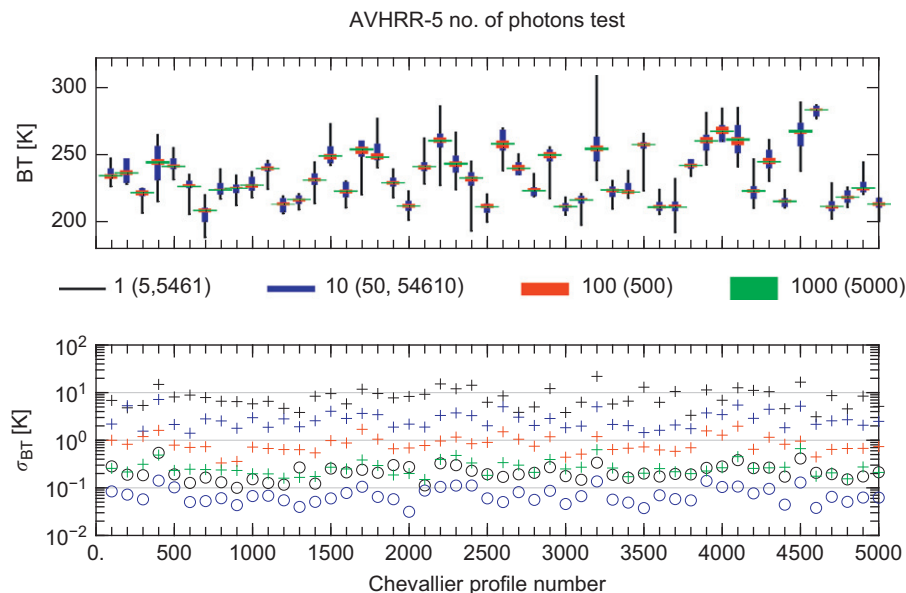 AVHRR-5 no. of photons test
300
250
200
BT [K]
1 (5,5461)
10 (50, 54610)
100 (500)
1000 (5000)
10²
10¹
10⁰
10⁻¹
10⁻²
σBT [K]
0. 500 1000 1500 2000 2500 3000 3500 4000 4500 5000
Chevallier profile number